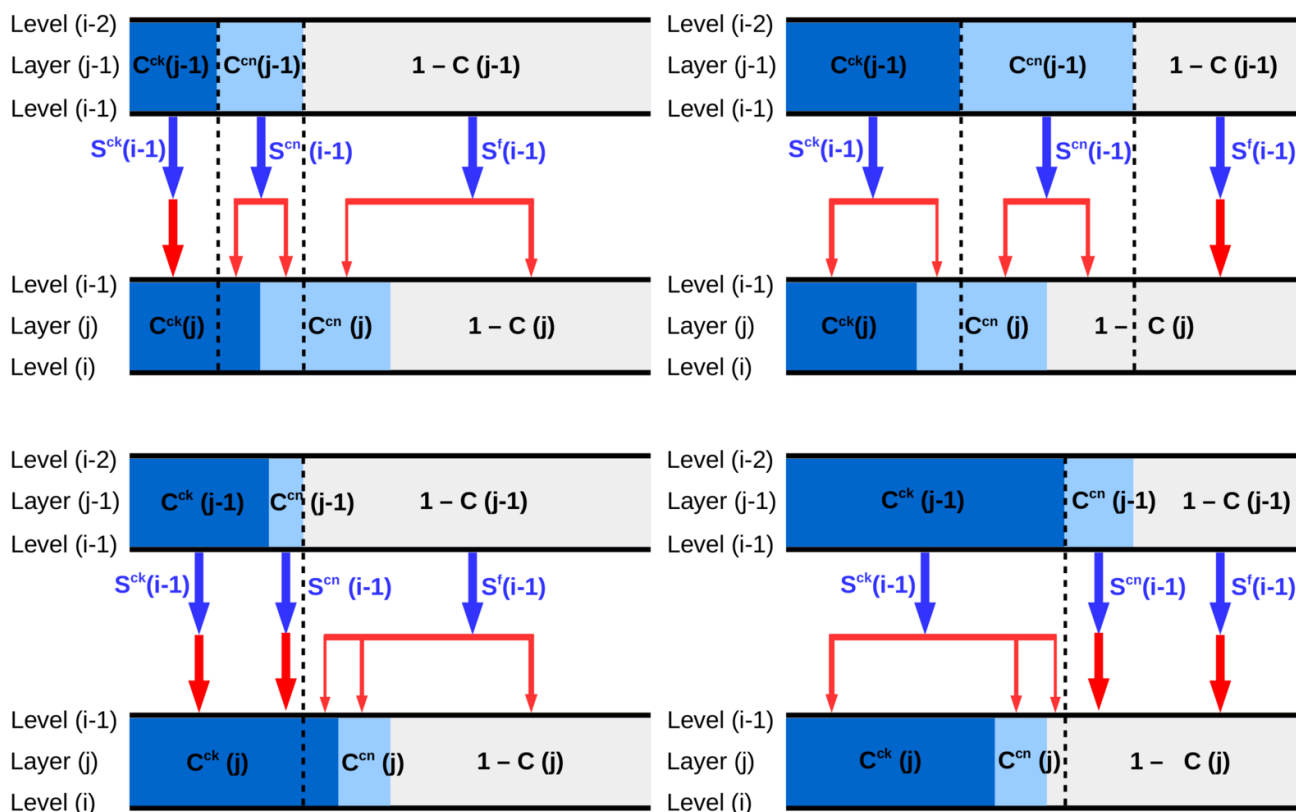 Level (i-2)
Layer (j-1)
Level (i-1)
Cᶜᵏ(j-1)
Cᶜⁿ(j-1)
1 – C (j-1)
Sᶜᵏ(i-1)
Sᶜⁿ (i-1)
Sᶠ(i-1)
Level (i-1)
Layer (j)
Level (i)
Cᶜᵏ(j)
Cᶜⁿ (j)
1 – C (j)
Level (i-2)
Layer (j-1)
Level (i-1)
Cᶜᵏ(j-1)
Cᶜⁿ(j-1)
1 – C (j-1)
Sᶜᵏ(i-1)
Sᶜⁿ(i-1)
Sᶠ(i-1)
Level (i-1)
Layer (j)
Level (i)
Cᶜᵏ(j)
Cᶜⁿ (j)
1 – C (j)
Level (i-2)
Layer (j-1)
Level (i-1)
Cᶜᵏ (j-1)
Cᶜⁿ (j-1)
1 – C (j-1)
Sᶜᵏ(i-1)
Sᶜⁿ (i-1)
Sᶠ(i-1)
Level (i-1)
Layer (j)
Level (i)
Cᶜᵏ (j)
Cᶜⁿ (j)
1 – C (j)
Level (i-2)
Layer (j-1)
Level (i-1)
Cᶜᵏ (j-1)
Cᶜⁿ (j-1)
1 – C (j-1)
Sᶜᵏ(i-1)
Sᶜⁿ(i-1)
Sᶠ(i-1)
Level (i-1)
Layer (j)
Level (i)
Cᶜᵏ (j)
Cᶜⁿ (j)
1 - C (j)